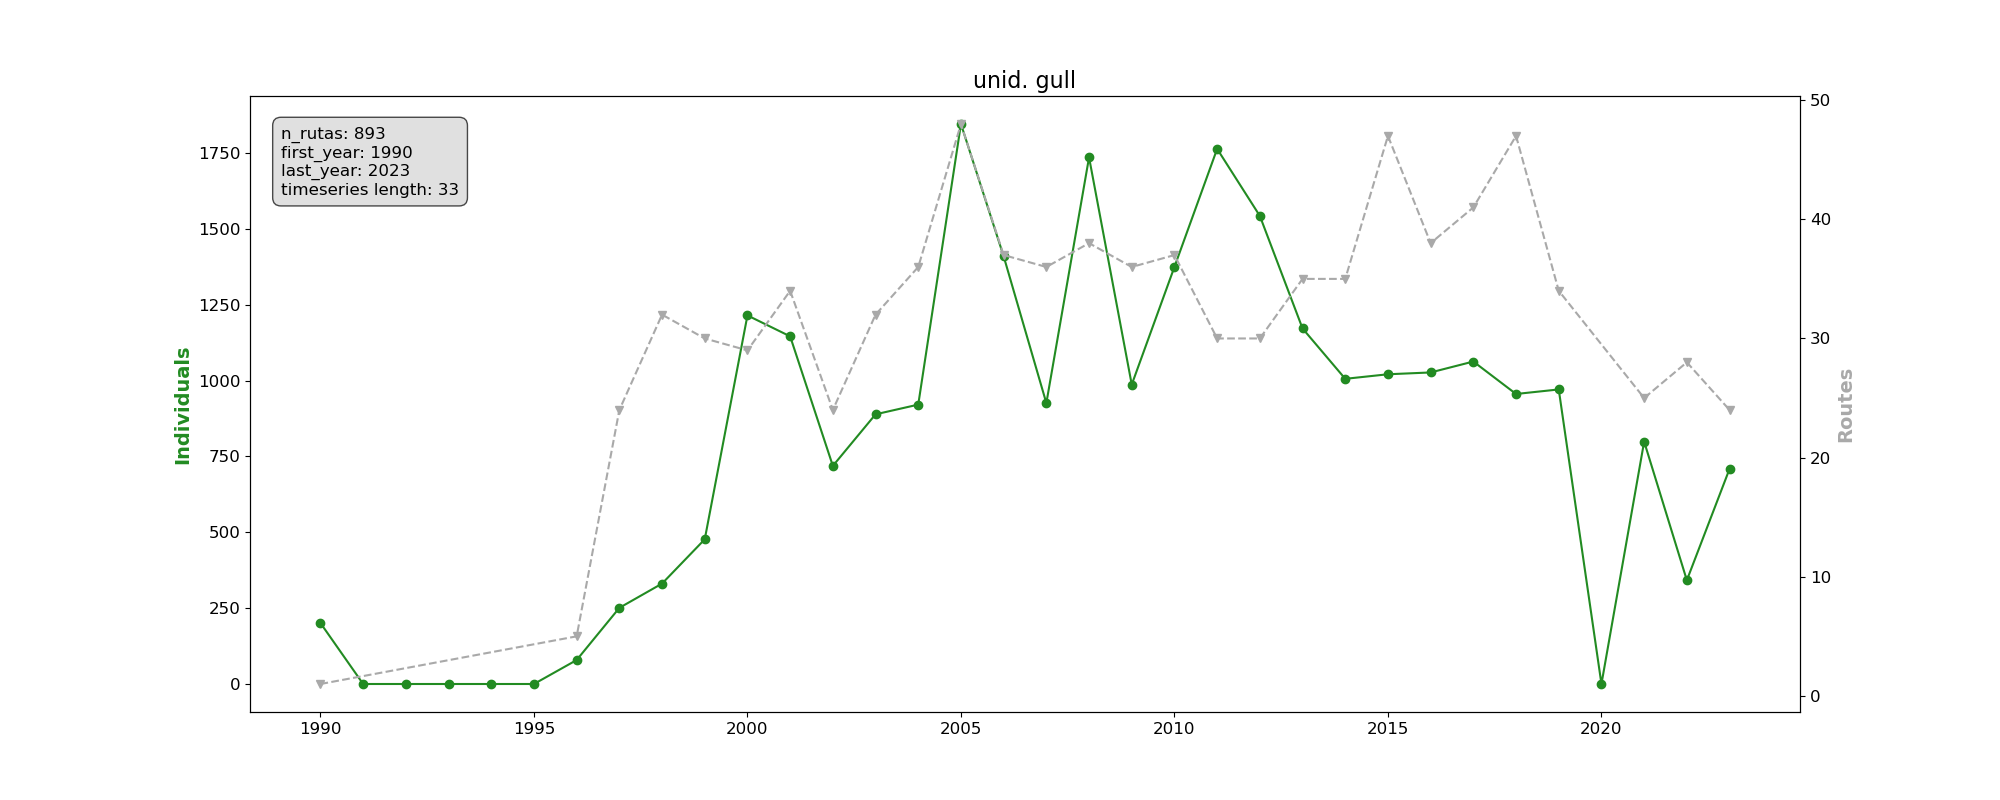 unid. gull
n_rutas: 893
first_year: 1990
last_year: 2023
timeseries length: 33
Individuals
1750
1500
1250
1000
750
500
250
0
Routes
50
40
30
20
10
0
1990 1995 2000 2005 2010 2015 2020